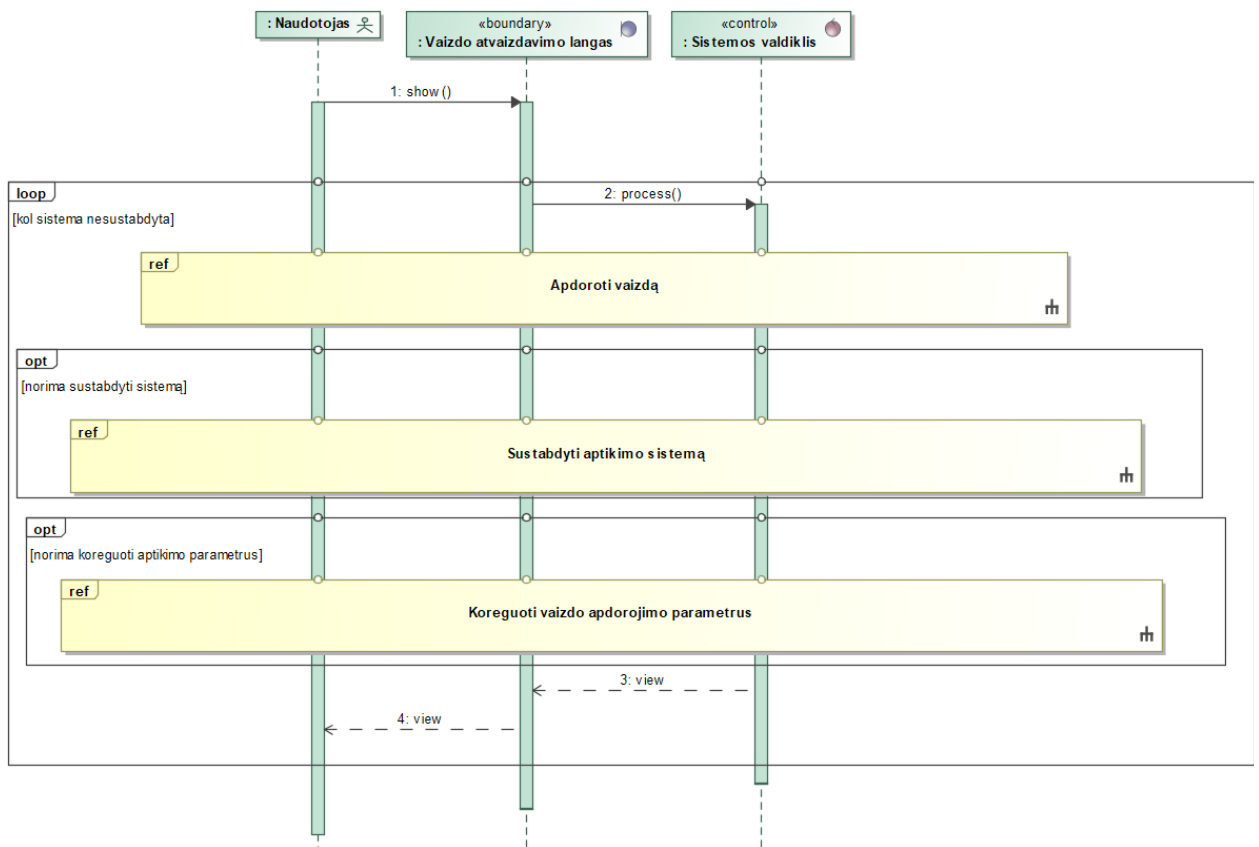 : Naudotojas
«boundary»
: Vaizdo atvaizdavimo langas
«control»
: Sistemos valdiklis
1: show()
loop
[kol sistema nesustabdyta]
2: process()
ref
Apdoroti vaizdą
opt
[norima sustabdyti sistemą]
ref
Sustabdyti aptikimo sistemą
opt
[norima koreguoti aptikimo parametrus]
ref
Koreguoti vaizdo apdorojimo parametrus
3: view
4: view